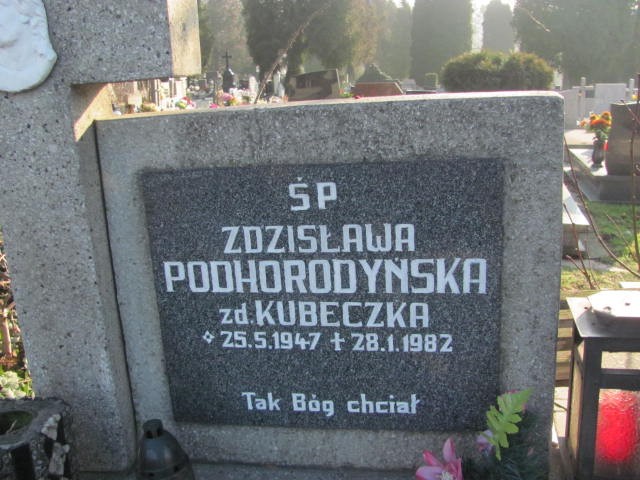 ŚP
ZDZISŁAWA
PODHORODYŃSKA
zd. KUBECZKA
* 25.5.1947 † 28.1.1982
Tak Bóg chciał